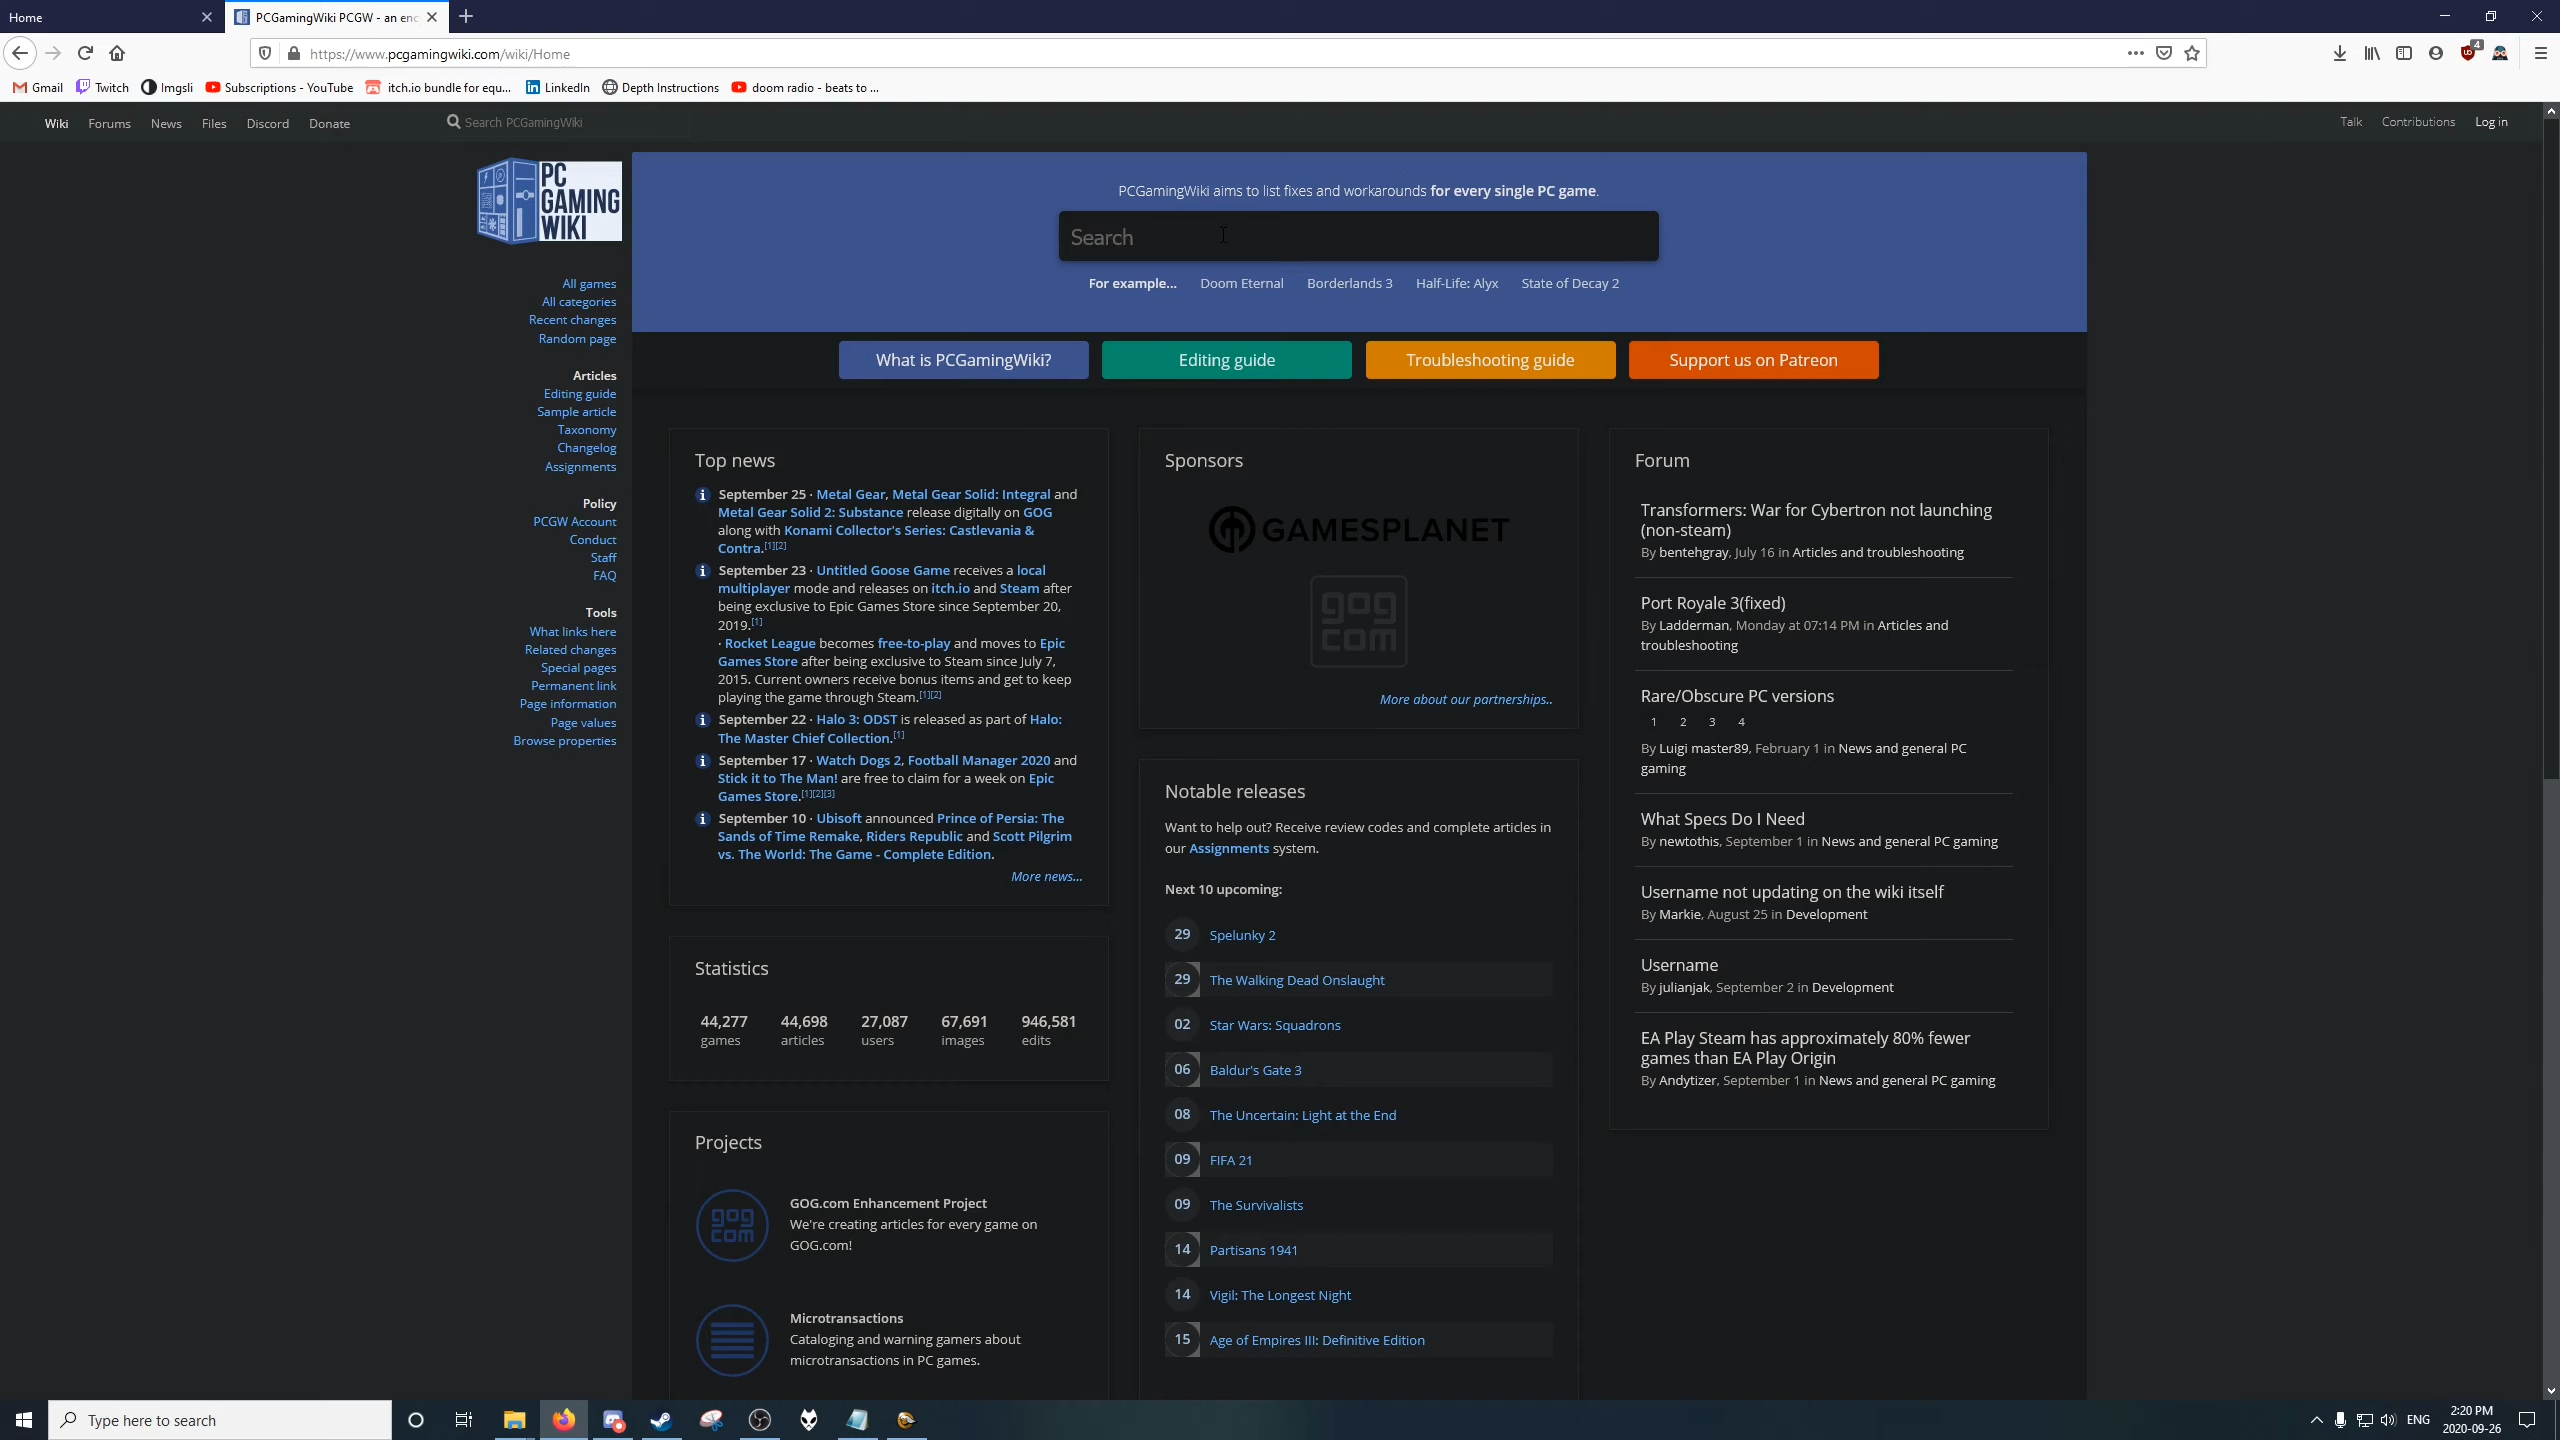 Home
PCGamingWiki PCGW - an enc
https://www.pcgamingwiki.com/wiki/Home
Gmail
Twitch
Imgsli
Subscriptions - YouTube
itch.io bundle for equ...
LinkedIn
Depth Instructions
doom radio - beats to ...
4
Wiki
Forums
News
Files
Discord
Donate
Search PCGamingWiki
Talk
Contributions
Log in
PC
GAMING
WIKI
All games
All categories
Recent changes
Random page
Articles
Editing guide
Sample article
Taxonomy
Changelog
Assignments
Policy
PCGW Account
Conduct
Staff
FAQ
Tools
What links here
Related changes
Special pages
Permanent link
Page information
Page values
Browse properties
PCGamingWiki aims to list fixes and workarounds for every single PC game.
Search
For example... Doom Eternal Borderlands 3 Half-Life: Alyx State of Decay 2
What is PCGamingWiki?
Editing guide
Troubleshooting guide
Support us on Patreon
Top news
September 25 · Metal Gear, Metal Gear Solid: Integral and
Metal Gear Solid 2: Substance release digitally on GOG
along with Konami Collector's Series: Castlevania &
Contra.[1][2]
September 23 · Untitled Goose Game receives a local
multiplayer mode and releases on itch.io and Steam after
being exclusive to Epic Games Store since September 20,
2019.[1]
· Rocket League becomes free-to-play and moves to Epic
Games Store after being exclusive to Steam since July 7,
2015. Current owners receive bonus items and get to keep
playing the game through Steam.[1][2]
September 22 · Halo 3: ODST is released as part of Halo:
The Master Chief Collection.[1]
September 17 · Watch Dogs 2, Football Manager 2020 and
Stick it to The Man! are free to claim for a week on Epic
Games Store.[1][2][3]
September 10 · Ubisoft announced Prince of Persia: The
Sands of Time Remake, Riders Republic and Scott Pilgrim
vs. The World: The Game - Complete Edition.
More news...
Statistics
44,277 44,698 27,087 67,691 946,581
games articles users images edits
Projects
gog
com
GOG.com Enhancement Project
We're creating articles for every game on
GOG.com!
Microtransactions
Cataloging and warning gamers about
microtransactions in PC games.
Sponsors
GAMESPLANET
gog
com
More about our partnerships..
Notable releases
Want to help out? Receive review codes and complete articles in
our Assignments system.
Next 10 upcoming:
29 Spelunky 2
29 The Walking Dead Onslaught
02 Star Wars: Squadrons
06 Baldur's Gate 3
08 The Uncertain: Light at the End
09 FIFA 21
09 The Survivalists
14 Partisans 1941
14 Vigil: The Longest Night
15 Age of Empires III: Definitive Edition
Forum
Transformers: War for Cybertron not launching
(non-steam)
By bentehgray, July 16 in Articles and troubleshooting
Port Royale 3(fixed)
By Ladderman, Monday at 07:14 PM in Articles and
troubleshooting
Rare/Obscure PC versions
1 2 3 4
By Luigi master89, February 1 in News and general PC
gaming
What Specs Do I Need
By newtothis, September 1 in News and general PC gaming
Username not updating on the wiki itself
By Markie, August 25 in Development
Username
By julianjak, September 2 in Development
EA Play Steam has approximately 80% fewer
games than EA Play Origin
By Andytizer, September 1 in News and general PC gaming
Type here to search
ENG
2:20 PM
2020-09-26